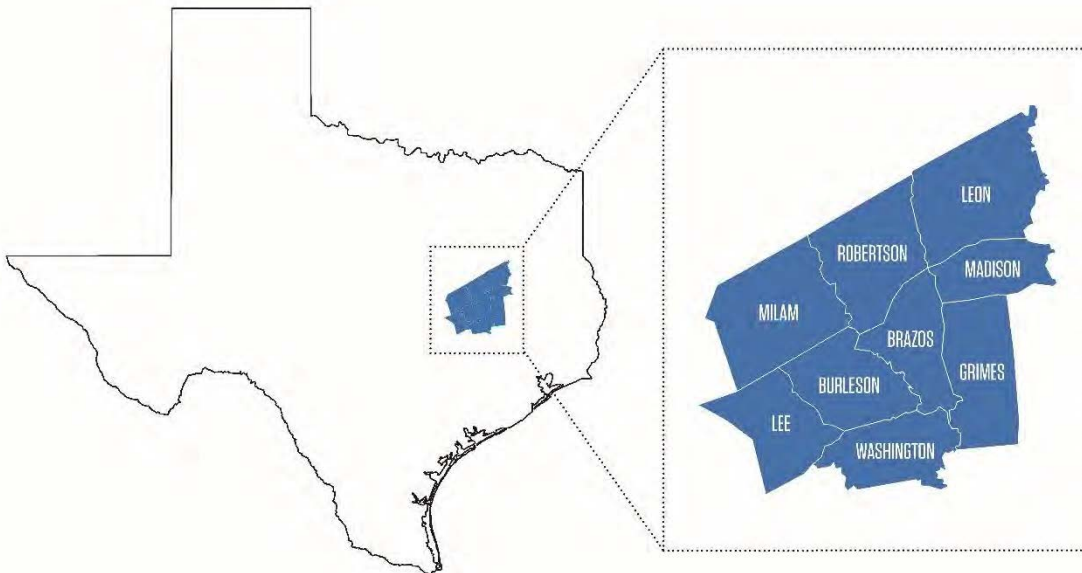 LEON
ROBERTSON
MADISON
MILAM
BRAZOS
GRIMES
BURLESON
LEE
WASHINGTON